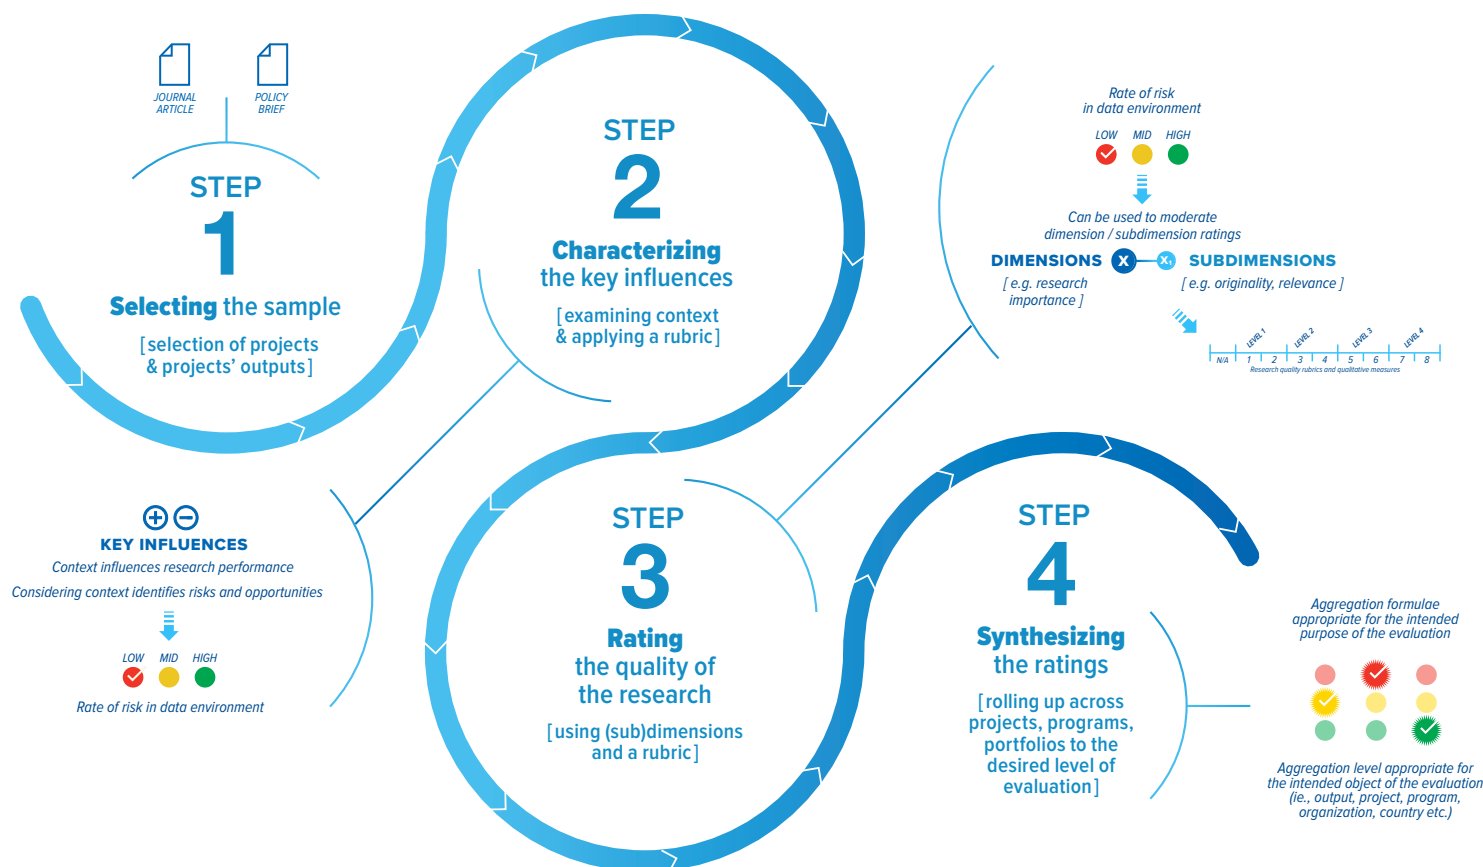 JOURNAL
ARTICLE
POLICY
BRIEF
STEP
1
Selecting the sample
[selection of projects
& projects' outputs]
STEP
2
Characterizing
the key influences
[examining context
& applying a rubric]
KEY INFLUENCES
Context influences research performance
Considering context identifies risks and opportunities
LOW MID HIGH
Rate of risk in data environment
STEP
3
Rating
the quality of
the research
[using (sub)dimensions
and a rubric]
Rate of risk
in data environment
LOW MID HIGH
Can be used to moderate
dimension / subdimension ratings
DIMENSIONS X X1 SUBDIMENSIONS
[e.g. research
importance]
[e.g. originality, relevance]
LEVEL 1 LEVEL 2 LEVEL 3 LEVEL 4
N/A 1 2 3 4 5 6 7 8
Research quality rubrics and qualitative measures
STEP
4
Synthesizing
the ratings
[rolling up across
projects, programs,
portfolios to the
desired level of
evaluation]
Aggregation formulae
appropriate for the intended
purpose of the evaluation
Aggregation level appropriate for
the intended object of the evaluation
(ie., output, project, program,
organization, country etc.)